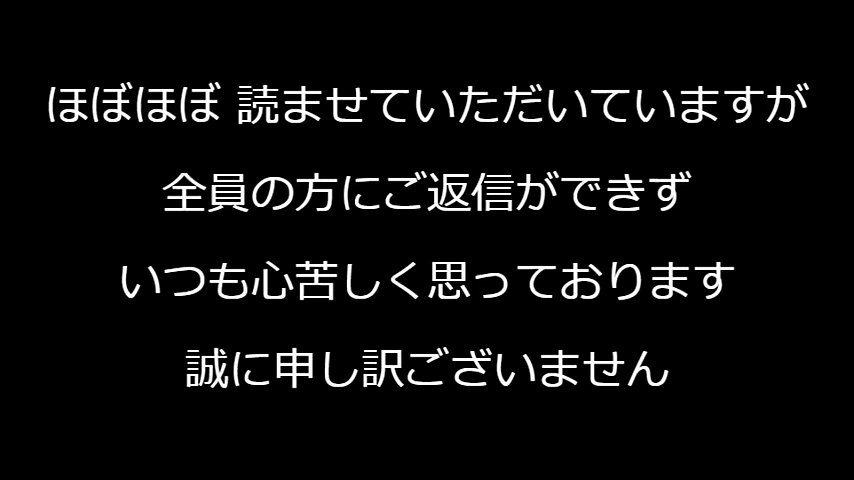 ほぼほぼ 読ませていただいていますが
全員の方にご返信ができず
いつも心苦しく思っております
誠に申し訳ございません